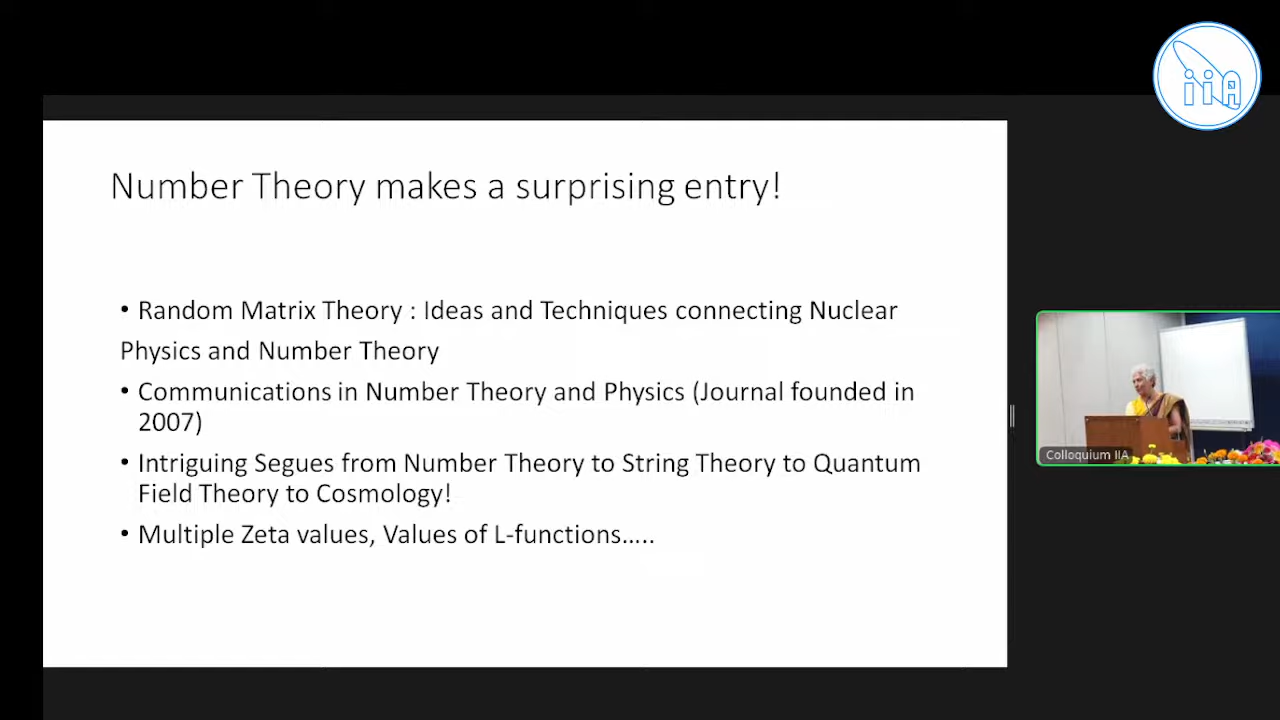 iiA
Number Theory makes a surprising entry!
• Random Matrix Theory : Ideas and Techniques connecting Nuclear
Physics and Number Theory
• Communications in Number Theory and Physics (Journal founded in
2007)
• Intriguing Segues from Number Theory to String Theory to Quantum
Field Theory to Cosmology!
• Multiple Zeta values, Values of L-functions…..
Colloquium IIA